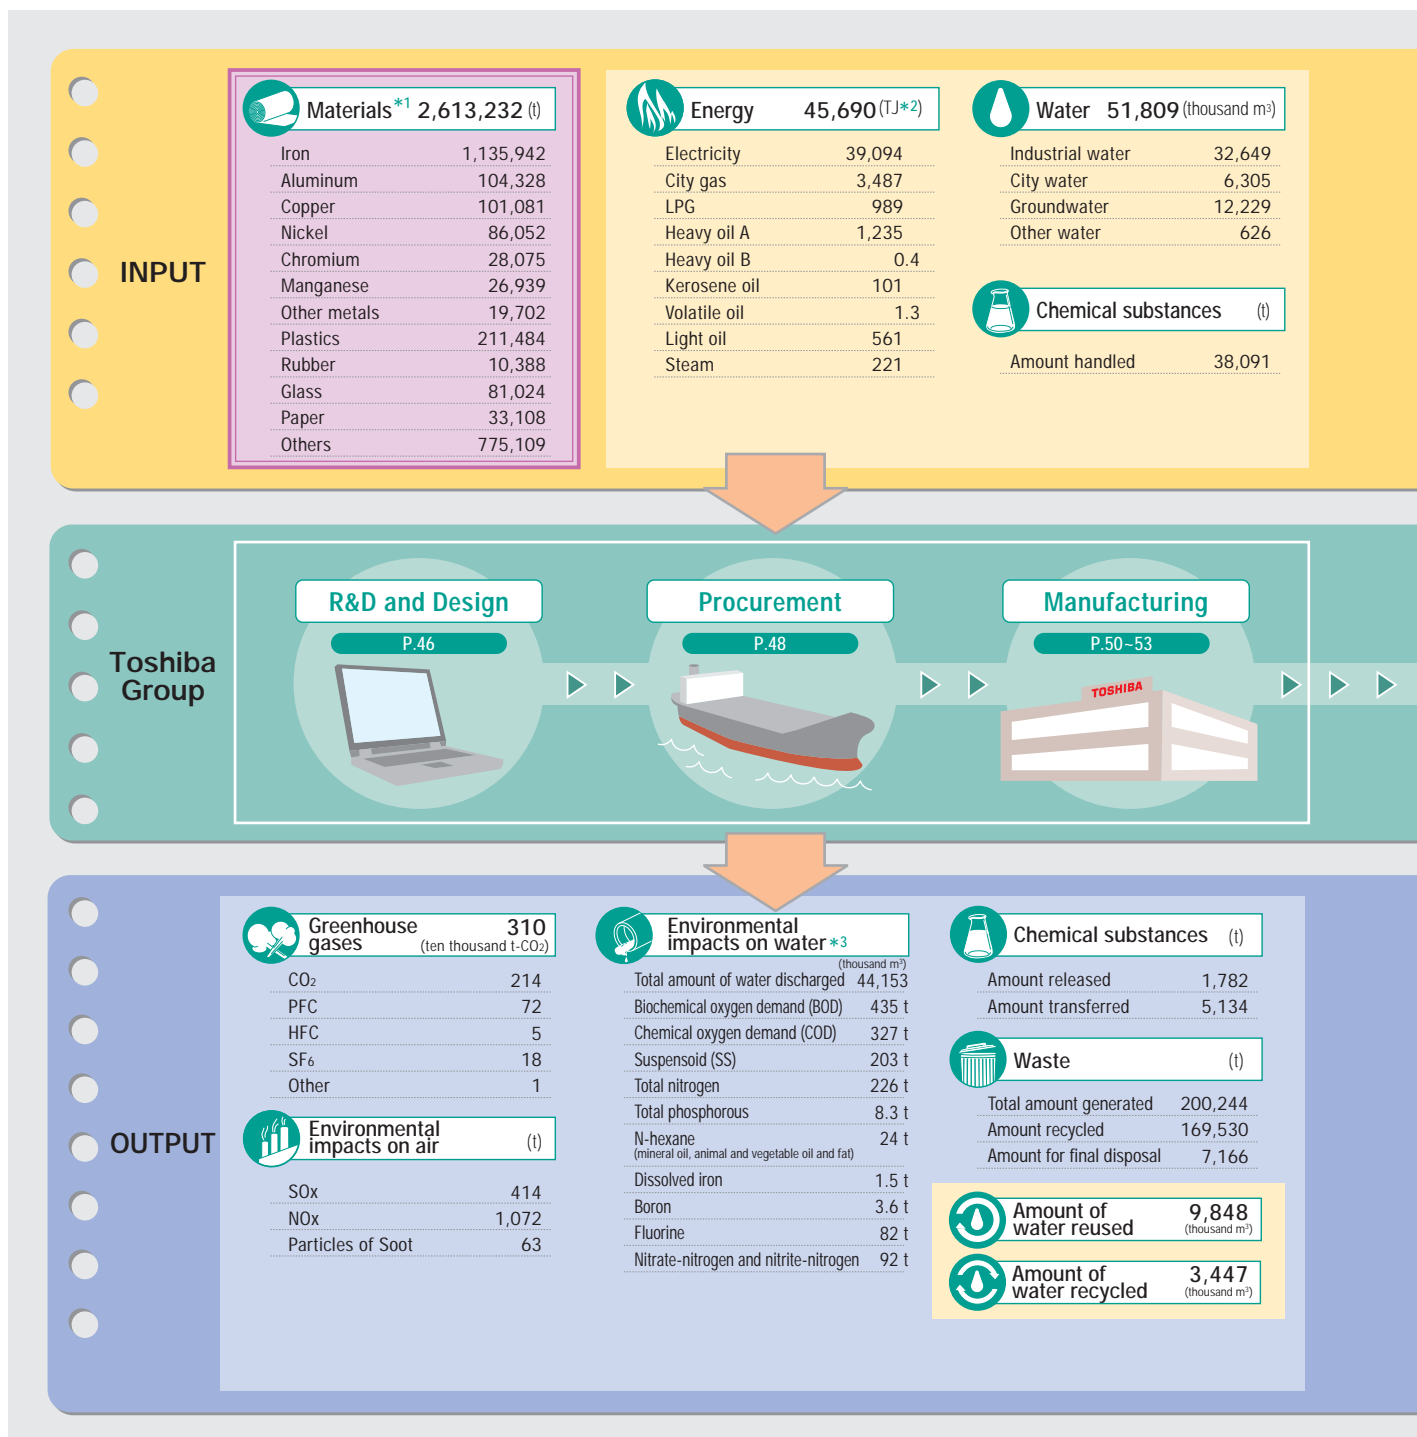 INPUT
Materials*1 2,613,232 (t)
Iron 1,135,942
Aluminum 104,328
Copper 101,081
Nickel 86,052
Chromium 28,075
Manganese 26,939
Other metals 19,702
Plastics 211,484
Rubber 10,388
Glass 81,024
Paper 33,108
Others 775,109
Energy 45,690 (TJ*2)
Electricity 39,094
City gas 3,487
LPG 989
Heavy oil A 1,235
Heavy oil B 0.4
Kerosene oil 101
Volatile oil 1.3
Light oil 561
Steam 221
Water 51,809 (thousand m³)
Industrial water 32,649
City water 6,305
Groundwater 12,229
Other water 626
Chemical substances (t)
Amount handled 38,091
Toshiba
Group
R&D and Design
P.46
Procurement
P.48
Manufacturing
P.50~53
TOSHIBA
OUTPUT
Greenhouse 310
gases (ten thousand t-CO₂)
CO₂ 214
PFC 72
HFC 5
SF₆ 18
Other 1
Environmental
impacts on air (t)
SOx 414
NOx 1,072
Particles of Soot 63
Environmental
impacts on water *3
(thousand m³)
Total amount of water discharged 44,153
Biochemical oxygen demand (BOD) 435 t
Chemical oxygen demand (COD) 327 t
Suspensoid (SS) 203 t
Total nitrogen 226 t
Total phosphorous 8.3 t
N-hexane 24 t
(mineral oil, animal and vegetable oil and fat)
Dissolved iron 1.5 t
Boron 3.6 t
Fluorine 82 t
Nitrate-nitrogen and nitrite-nitrogen 92 t
Chemical substances (t)
Amount released 1,782
Amount transferred 5,134
Waste (t)
Total amount generated 200,244
Amount recycled 169,530
Amount for final disposal 7,166
Amount of 9,848
water reused (thousand m³)
Amount of 3,447
water recycled (thousand m³)